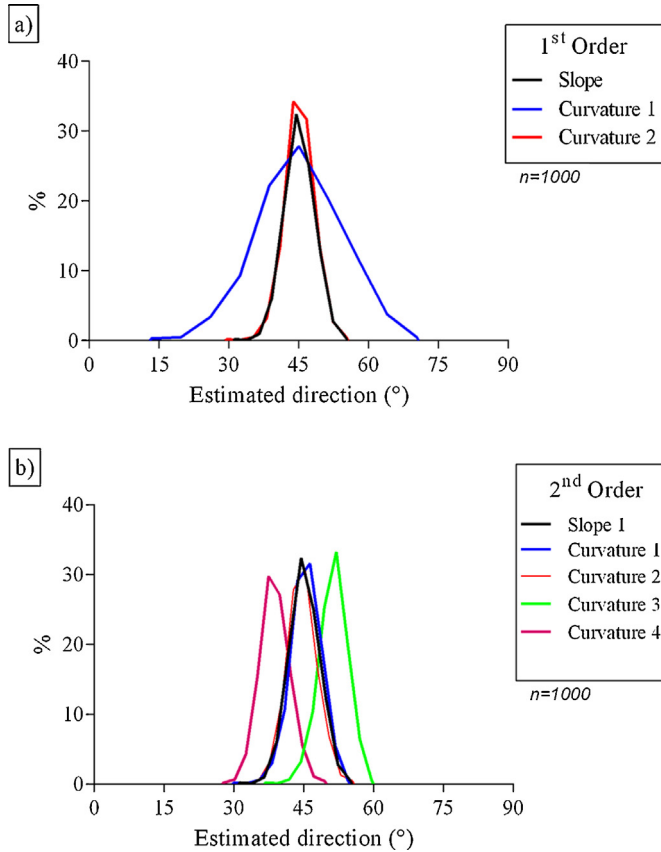 a)
1st Order
Slope
Curvature 1
Curvature 2
n=1000
40
30
20
10
0
%
0 15 30 45 60 75 90
Estimated direction (°)
b)
2nd Order
Slope 1
Curvature 1
Curvature 2
Curvature 3
Curvature 4
n=1000
40
30
20
10
0
%
0 15 30 45 60 75 90
Estimated direction (°)